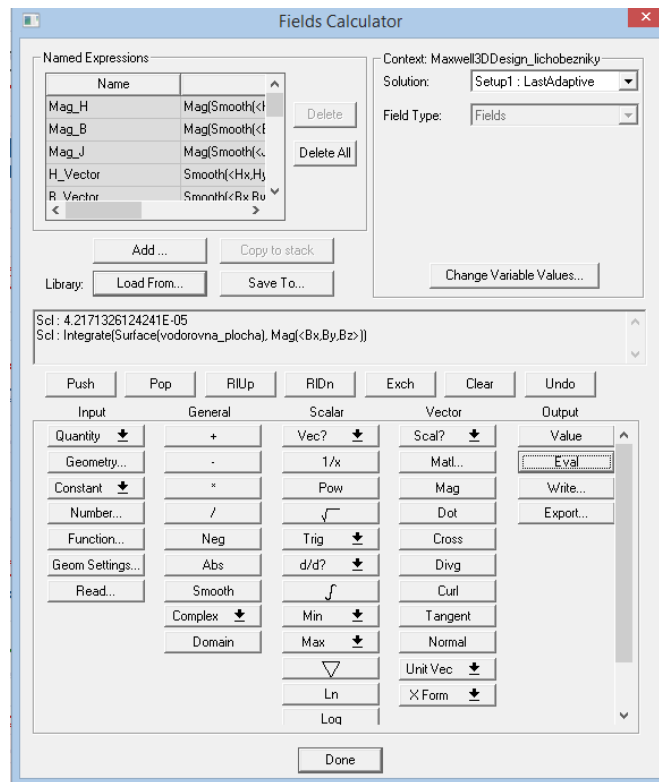 Fields Calculator
Named Expressions
Name
Mag_H Mag(Smooth(<H
Mag_B Mag(Smooth(<B
Mag_J Mag(Smooth(<J
H_Vector Smooth(<Hx,Hy
B_Vector Smooth(<Bx,By
Delete
Delete All
Add ...
Copy to stack
Library:
Load From...
Save To...
Context: Maxwell3DDesign_lichobezniky
Solution: Setup1 : LastAdaptive
Field Type: Fields
Change Variable Values...
Scl : 4.2171326124241E-05
Scl : Integrate(Surface(vodorovna_plocha), Mag(<Bx,By,Bz>))
Push Pop RlUp RlDn Exch Clear Undo
Input General Scalar Vector Output
Quantity + Vec? Scal? Value
Geometry... - 1/x Matl... Eval
Constant * Pow Mag Write...
Number... / √ Dot Export...
Function... Neg Trig Cross
Geom Settings... Abs d/d? Divg
Read... Smooth ∫ Curl
Complex Min Tangent
Domain Max Normal
▽ Unit Vec
Ln X Form
Log
Done